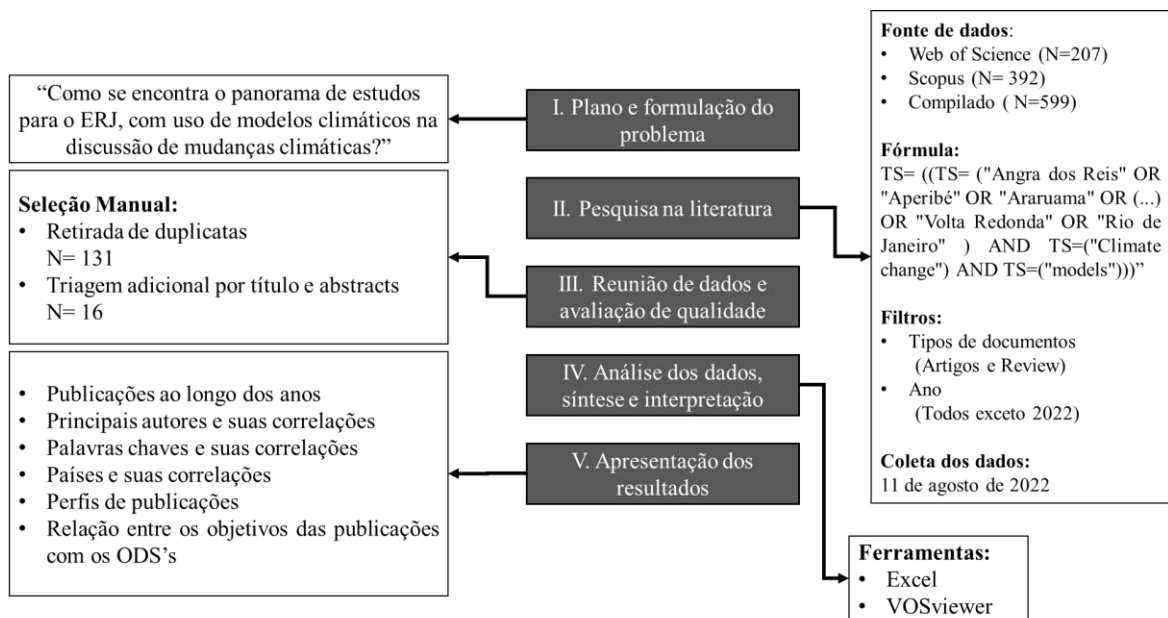 “Como se encontra o panorama de estudos
para o ERJ, com uso de modelos climáticos na
discussão de mudanças climáticas?”
Seleção Manual:
• Retirada de duplicatas
N= 131
• Triagem adicional por título e abstracts
N= 16
• Publicações ao longo dos anos
• Principais autores e suas correlações
• Palavras chaves e suas correlações
• Países e suas correlações
• Perfis de publicações
• Relação entre os objetivos das publicações
com os ODS’s
I. Plano e formulação do
problema
II. Pesquisa na literatura
III. Reunião de dados e
avaliação de qualidade
IV. Análise dos dados,
síntese e interpretação
V. Apresentação dos
resultados
Fonte de dados:
• Web of Science (N=207)
• Scopus (N= 392)
• Compilado ( N=599)
Fórmula:
TS= ((TS= ("Angra dos Reis" OR
"Aperibé" OR "Araruama OR (...)
OR "Volta Redonda" OR "Rio de
Janeiro" ) AND TS=("Climate
change") AND TS=("models")))”
Filtros:
• Tipos de documentos
(Artigos e Review)
• Ano
(Todos exceto 2022)
Coleta dos dados:
11 de agosto de 2022
Ferramentas:
• Excel
• VOSviewer